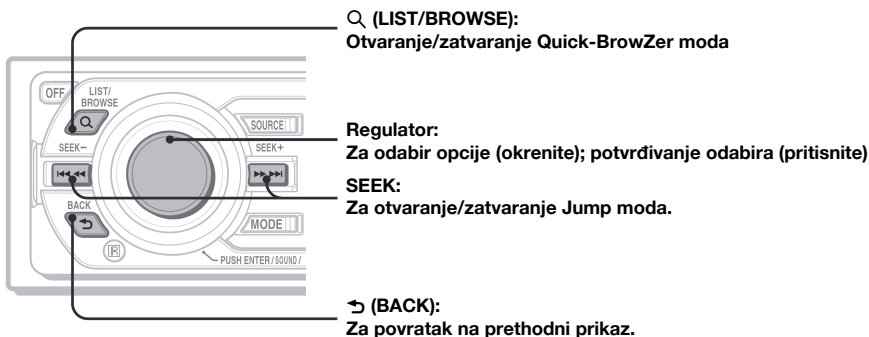 (LIST/BROWSE):
Otvaranje/zatvaranje Quick-BrowZer moda
OFF
LIST/
BROWSE
SOURCE
Regulator:
Za odabir opcije (okrenite); potvrđivanje odabira (pritisnite)
SEEK–
SEEK+
SEEK:
Za otvaranje/zatvaranje Jump moda.
BACK
MODE
R
PUSH ENTER/SOUND/
(BACK):
Za povratak na prethodni prikaz.